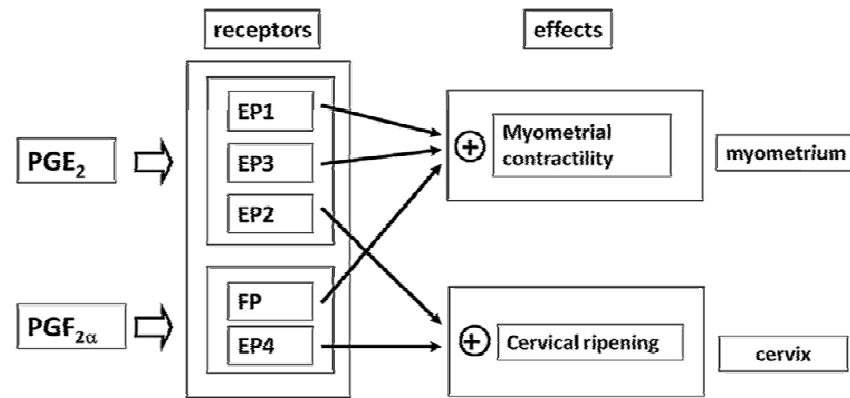 receptors
effects
PGE₂
PGF₂α
EP1
EP3
EP2
FP
EP4
+
Myometrial
contractility
+
Cervical ripening
myometrium
cervix